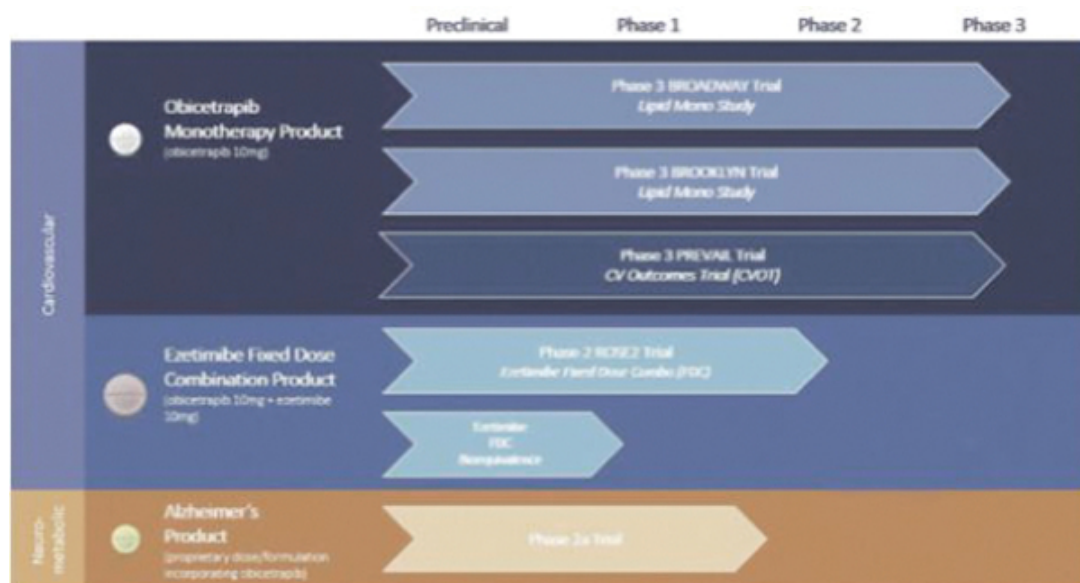 Preclinical Phase 1 Phase 2 Phase 3
Cardiovascular
Obicetrapib
Monotherapy Product
(obicetrapib 10mg)
Phase 3 BROADWAY Trial
Lipid Mono Study
Phase 3 BROOKLYN Trial
Lipid Mono Study
Phase 3 PREVAIL Trial
CV Outcomes Trial (CVOT)
Ezetimibe Fixed Dose
Combination Product
(obicetrapib 10mg + ezetimibe
10mg)
Phase 2 ROSE2 Trial
Ezetimibe Fixed Dose Combo (FDC)
Ezetimibe
FDC
Bioequivalence
Neuro-
metabolic
Alzheimer's
Product
(proprietary dose/formulation
incorporating obicetrapib)
Phase 2a Trial